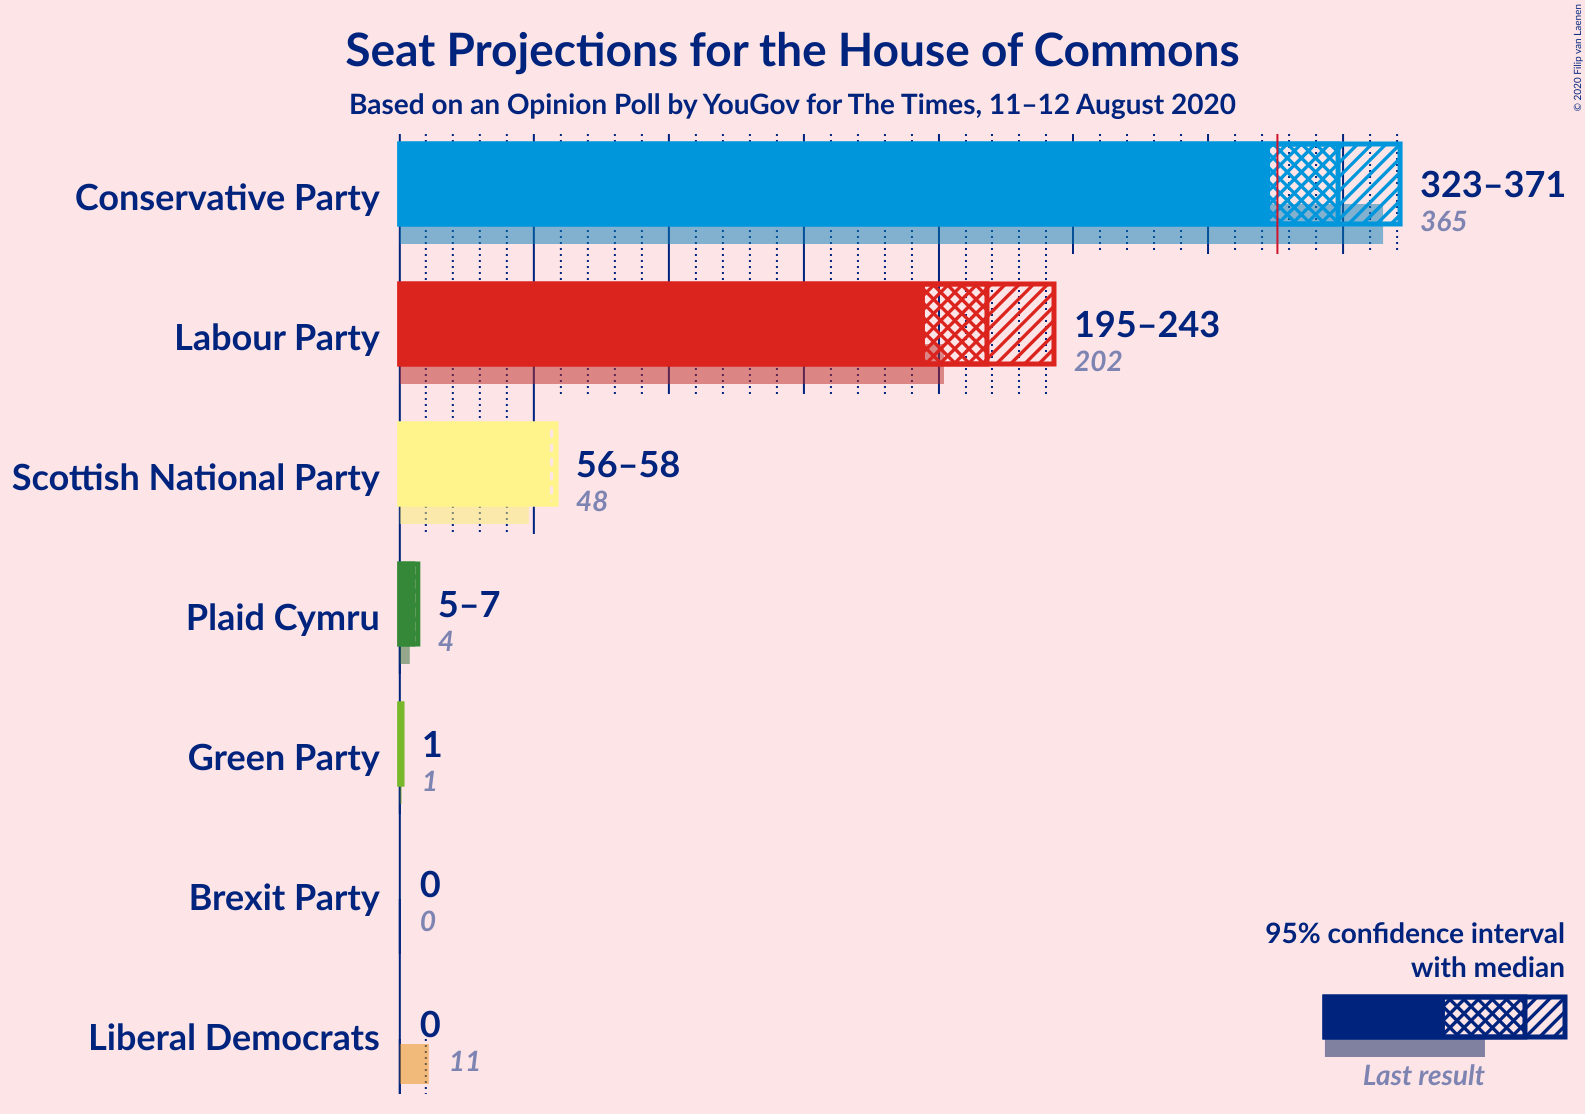 Seat Projections for the House of Commons
Based on an Opinion Poll by YouGov for The Times, 11–12 August 2020
© 2020 Filip van Laenen
Conservative Party
323–371
365
Labour Party
195–243
202
Scottish National Party
56–58
48
Plaid Cymru
5–7
4
Green Party
1
1
Brexit Party
0
0
Liberal Democrats
0
11
95% confidence interval
with median
Last result